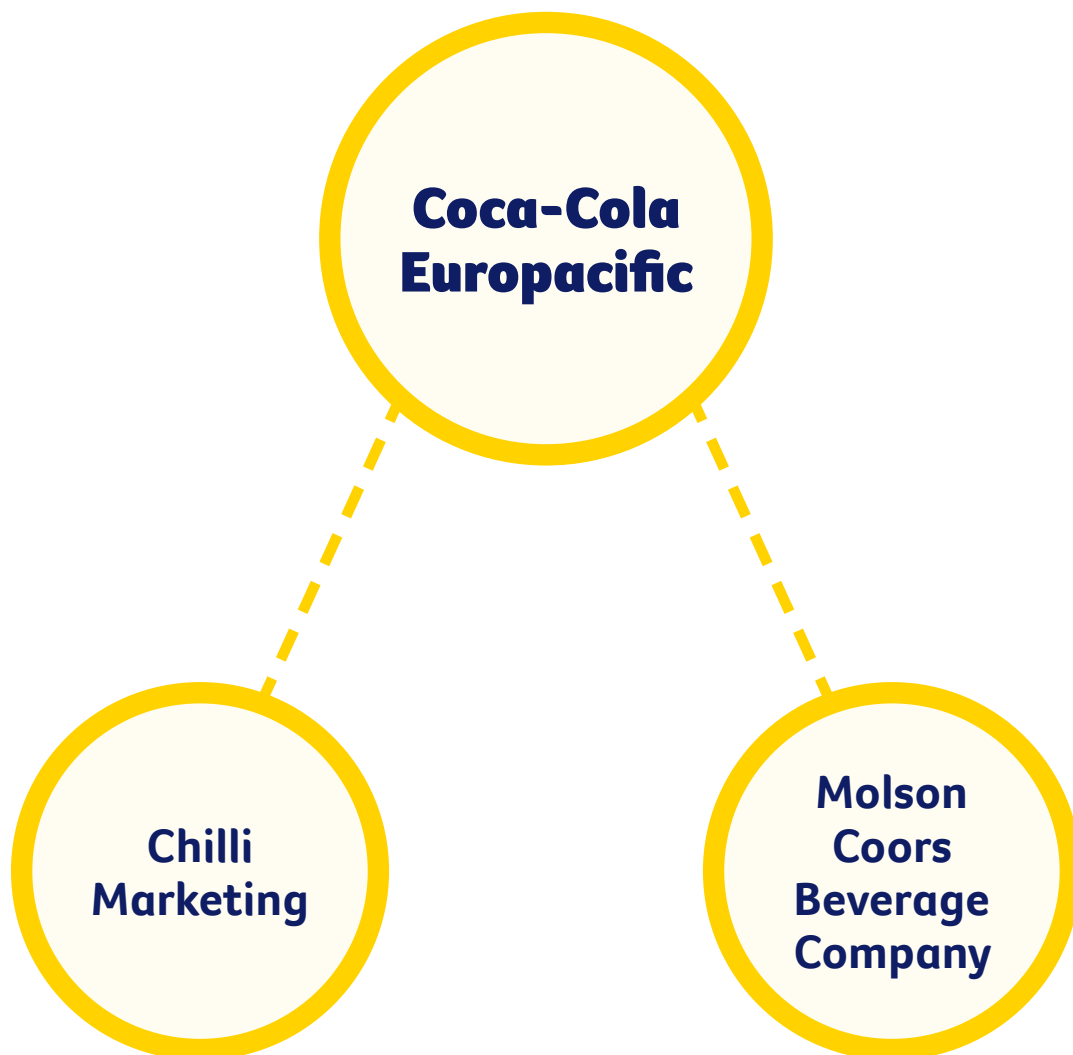 Coca-Cola
Europacific
Chilli
Marketing
Molson
Coors
Beverage
Company